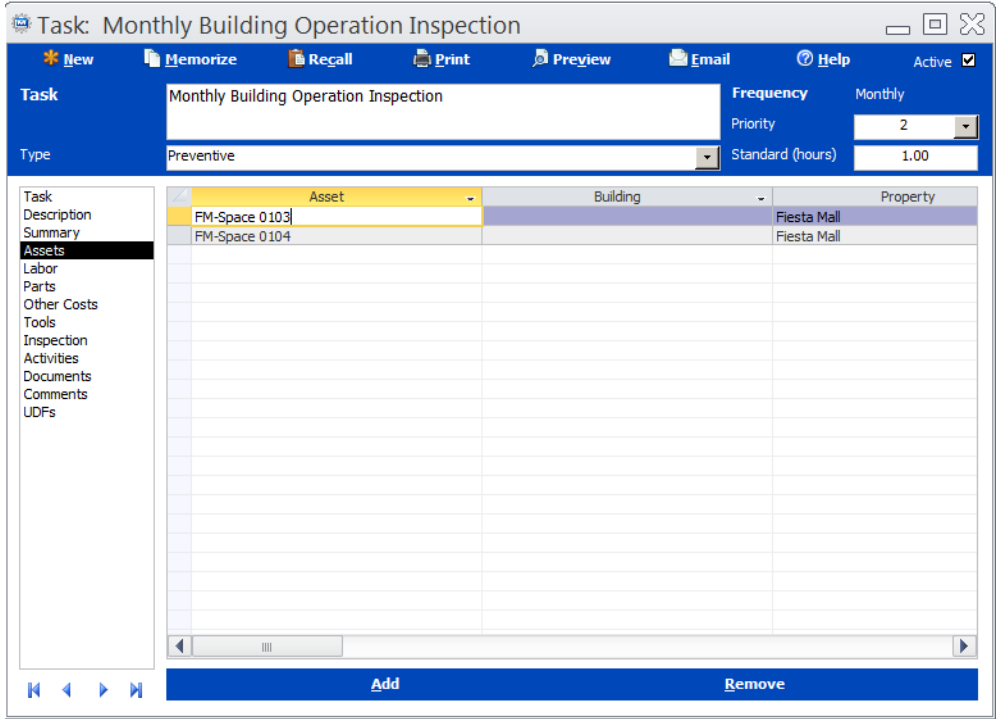 Task: Monthly Building Operation Inspection
New Memorize Recall Print Preview Email Help Active
Task Monthly Building Operation Inspection Frequency Monthly
Priority 2
Type Preventive Standard (hours) 1.00
Task
Description
Summary
Assets
Labor
Parts
Other Costs
Tools
Inspection
Activities
Documents
Comments
UDFs
Asset Building Property
FM-Space 0103 Fiesta Mall
FM-Space 0104 Fiesta Mall
Add Remove